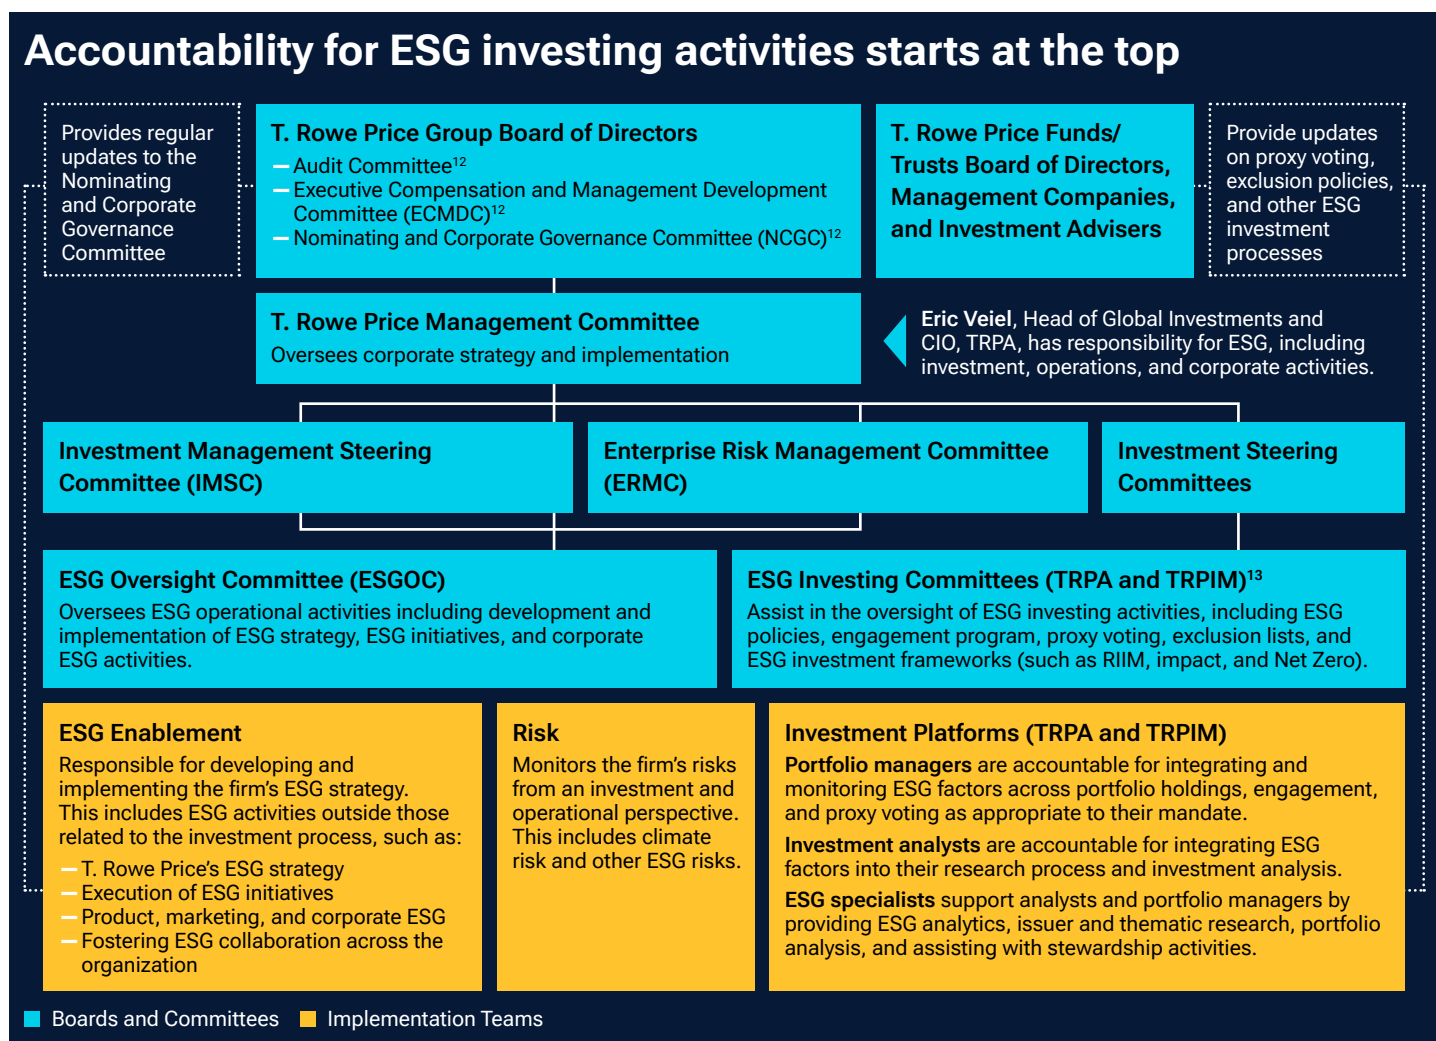 Accountability for ESG investing activities starts at the top
Provides regular
updates to the
Nominating
and Corporate
Governance
Committee
T. Rowe Price Group Board of Directors
– Audit Committee¹²
– Executive Compensation and Management Development
Committee (ECMDC)¹²
– Nominating and Corporate Governance Committee (NCGC)¹²
T. Rowe Price Funds/
Trusts Board of Directors,
Management Companies,
and Investment Advisers
Provide updates
on proxy voting,
exclusion policies,
and other ESG
investment
processes
T. Rowe Price Management Committee
Oversees corporate strategy and implementation
Eric Veiel, Head of Global Investments and
CIO, TRPA, has responsibility for ESG, including
investment, operations, and corporate activities.
Investment Management Steering
Committee (IMSC)
Enterprise Risk Management Committee
(ERMC)
Investment Steering
Committees
ESG Oversight Committee (ESGOC)
Oversees ESG operational activities including development and
implementation of ESG strategy, ESG initiatives, and corporate
ESG activities.
ESG Investing Committees (TRPA and TRPIM)¹³
Assist in the oversight of ESG investing activities, including ESG
policies, engagement program, proxy voting, exclusion lists, and
ESG investment frameworks (such as RIIM, impact, and Net Zero).
ESG Enablement
Responsible for developing and
implementing the firm's ESG strategy.
This includes ESG activities outside those
related to the investment process, such as:
– T. Rowe Price's ESG strategy
– Execution of ESG initiatives
– Product, marketing, and corporate ESG
– Fostering ESG collaboration across the
organization
Risk
Monitors the firm's risks
from an investment and
operational perspective.
This includes climate
risk and other ESG risks.
Investment Platforms (TRPA and TRPIM)
Portfolio managers are accountable for integrating and
monitoring ESG factors across portfolio holdings, engagement,
and proxy voting as appropriate to their mandate.
Investment analysts are accountable for integrating ESG
factors into their research process and investment analysis.
ESG specialists support analysts and portfolio managers by
providing ESG analytics, issuer and thematic research, portfolio
analysis, and assisting with stewardship activities.
Boards and Committees
Implementation Teams